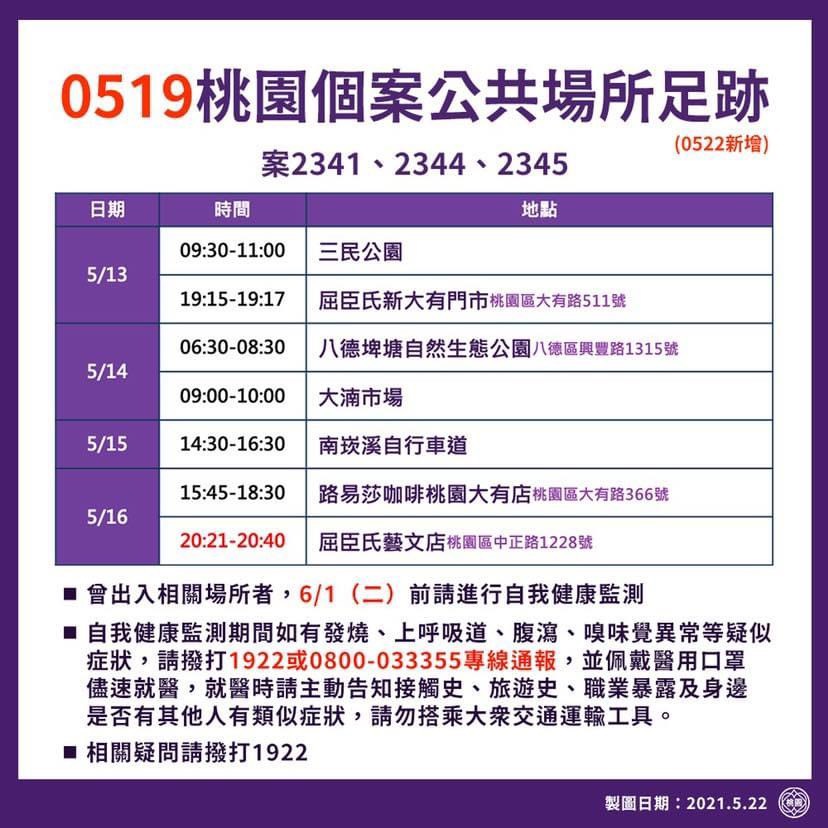 0519桃園個案公共場所足跡
(0522新增)
案2341、2344、2345
日期 時間 地點
5/13 09:30-11:00 三民公園
19:15-19:17 屈臣氏新大有門市桃園區大有路511號
5/14 06:30-08:30 八德埤塘自然生態公園八德區興豐路1315號
09:00-10:00 大湳市場
5/15 14:30-16:30 南崁溪自行車道
5/16 15:45-18:30 路易莎咖啡桃園大有店桃園區大有路366號
20:21-20:40 屈臣氏藝文店桃園區中正路1228號
■ 曾出入相關場所者，6/1（二）前請進行自我健康監測
■ 自我健康監測期間如有發燒、上呼吸道、腹瀉、嗅味覺異常等疑似
症狀，請撥打1922或0800-033355專線通報，並佩戴醫用口罩
儘速就醫，就醫時請主動告知接觸史、旅遊史、職業暴露及身邊
是否有其他人有類似症狀，請勿搭乘大眾交通運輸工具。
■ 相關疑問請撥打1922
製圖日期：2021.5.22 桃園